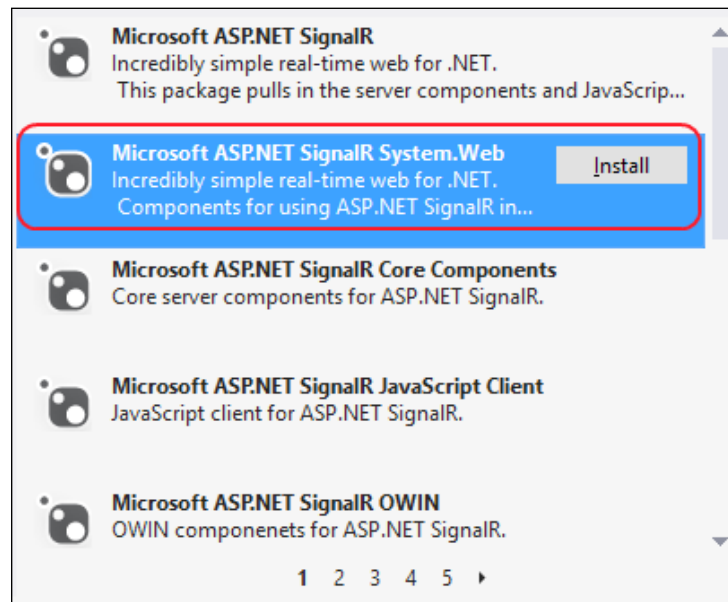 Microsoft ASP.NET SignalR
Incredibly simple real-time web for .NET.
This package pulls in the server components and JavaScrip...
Microsoft ASP.NET SignalR System.Web
Install
Incredibly simple real-time web for .NET.
Components for using ASP.NET SignalR in...
Microsoft ASP.NET SignalR Core Components
Core server components for ASP.NET SignalR.
Microsoft ASP.NET SignalR JavaScript Client
JavaScript client for ASP.NET SignalR.
Microsoft ASP.NET SignalR OWIN
OWIN componenets for ASP.NET SignalR.
1 2 3 4 5